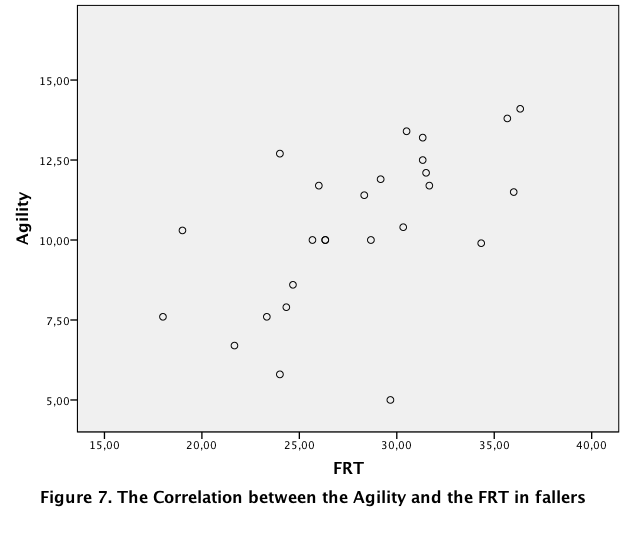 15,00
12,50
10,00
7,50
5,00
Agility
15,00 20,00 25,00 30,00 35,00 40,00
FRT
Figure 7. The Correlation between the Agility and the FRT in fallers